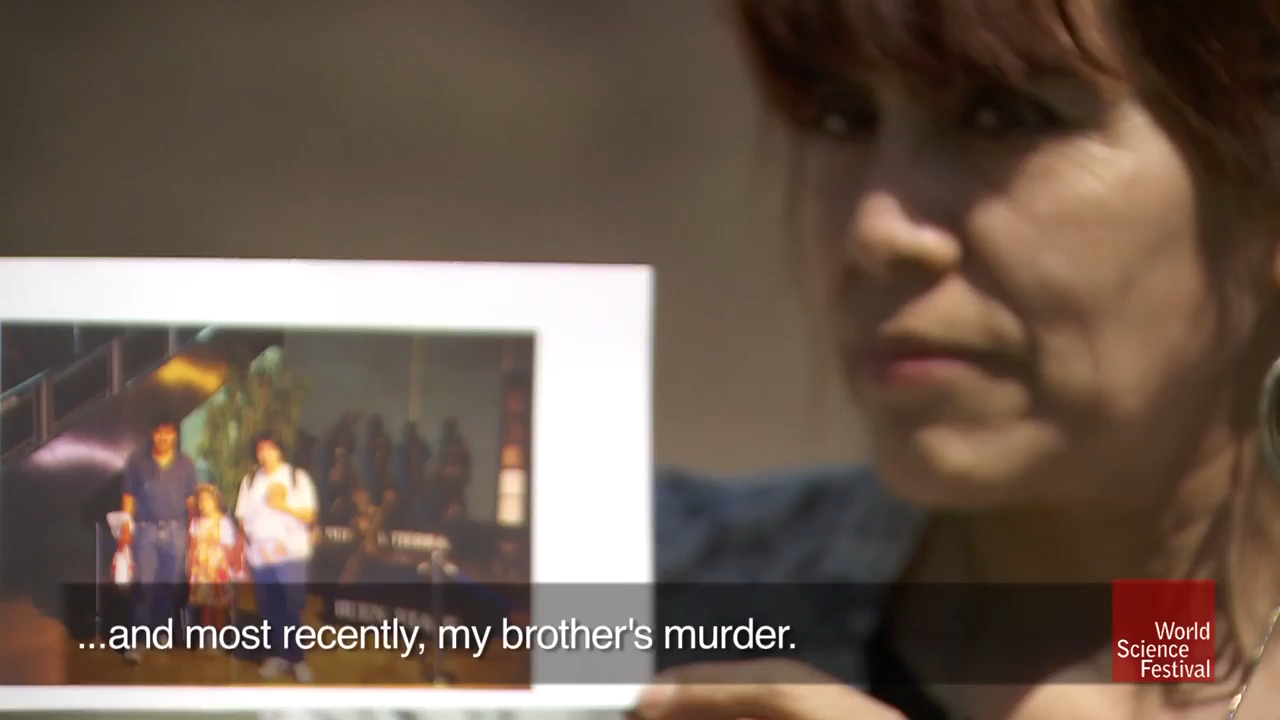 ...and most recently, my brother's murder.
World
Science
Festival